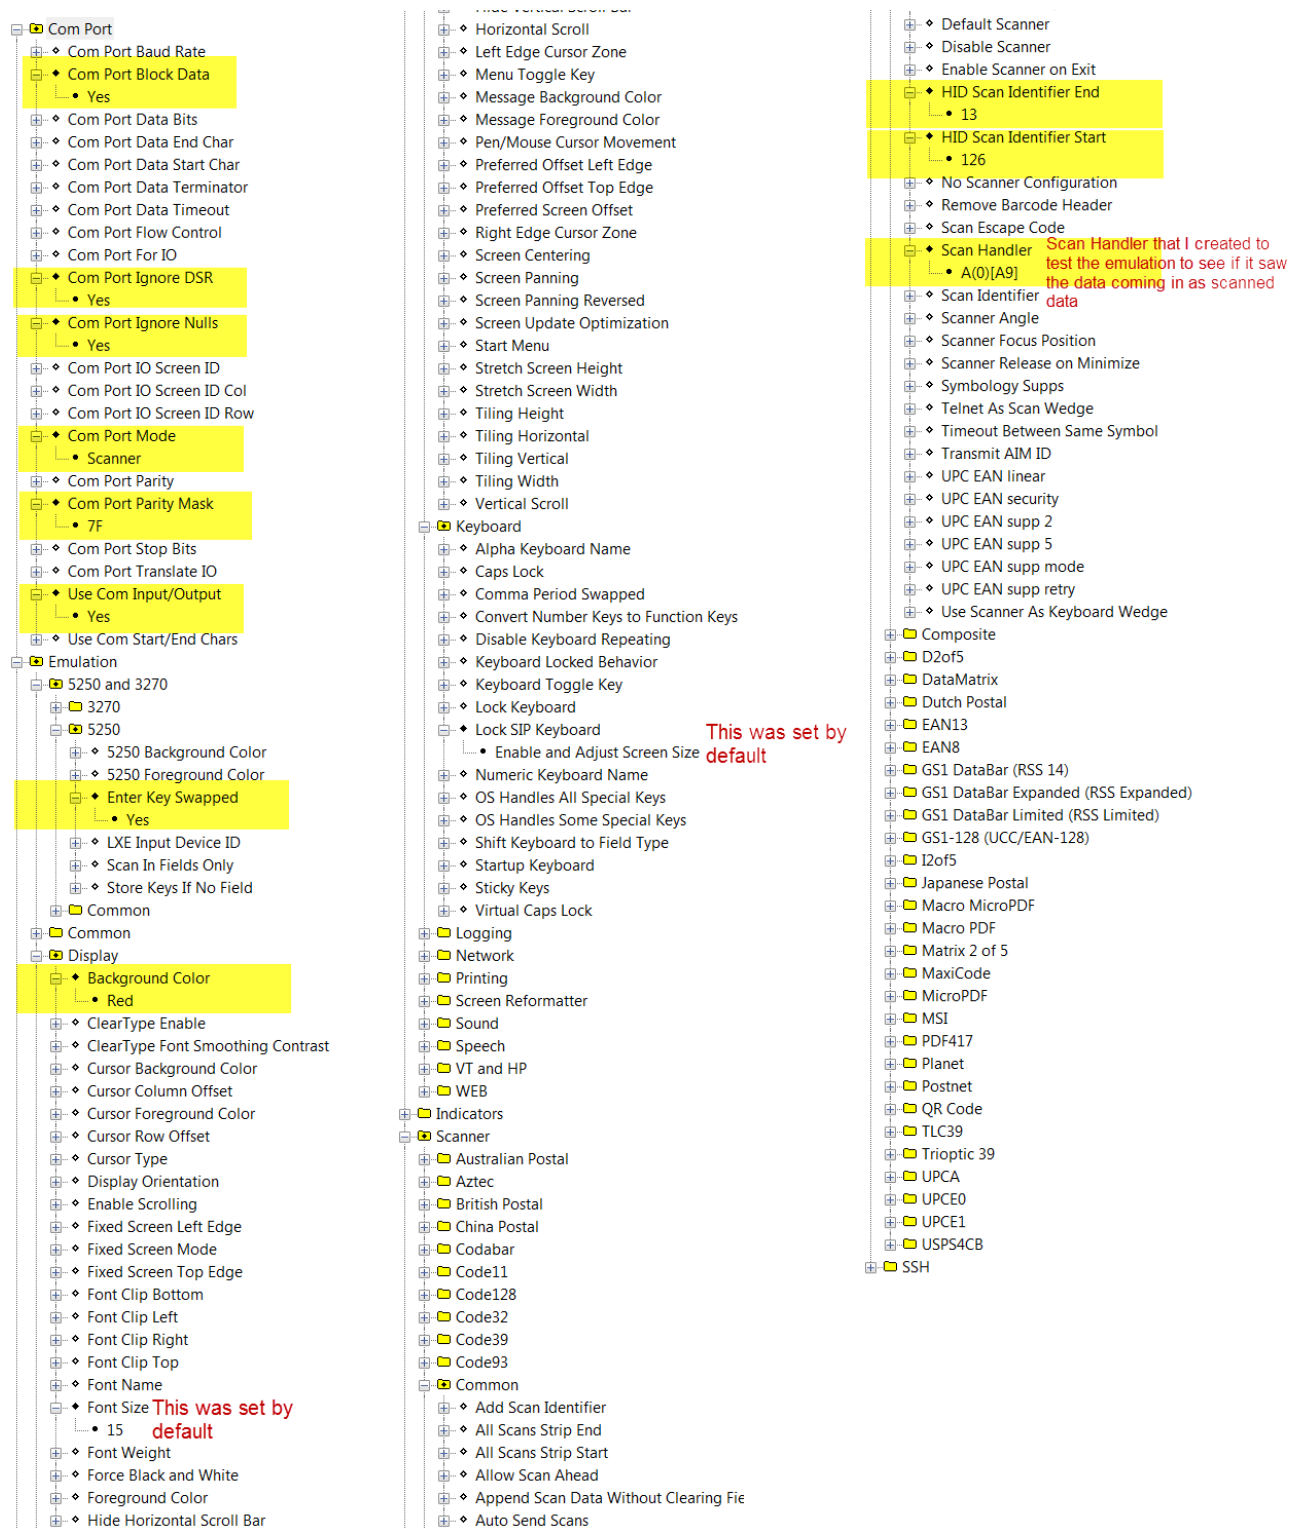 Com Port
Com Port Baud Rate
Com Port Block Data
Yes
Com Port Data Bits
Com Port Data End Char
Com Port Data Start Char
Com Port Data Terminator
Com Port Data Timeout
Com Port Flow Control
Com Port For IO
Com Port Ignore DSR
Yes
Com Port Ignore Nulls
Yes
Com Port IO Screen ID
Com Port IO Screen ID Col
Com Port IO Screen ID Row
Com Port Mode
Scanner
Com Port Parity
Com Port Parity Mask
7F
Com Port Stop Bits
Com Port Translate IO
Use Com Input/Output
Yes
Use Com Start/End Chars
Emulation
5250 and 3270
3270
5250
5250 Background Color
5250 Foreground Color
Enter Key Swapped
Yes
LXE Input Device ID
Scan In Fields Only
Store Keys If No Field
Common
Common
Display
Background Color
Red
ClearType Enable
ClearType Font Smoothing Contrast
Cursor Background Color
Cursor Column Offset
Cursor Foreground Color
Cursor Row Offset
Cursor Type
Display Orientation
Enable Scrolling
Fixed Screen Left Edge
Fixed Screen Mode
Fixed Screen Top Edge
Font Clip Bottom
Font Clip Left
Font Clip Right
Font Clip Top
Font Name
Font Size
15
This was set by
default
Font Weight
Force Black and White
Foreground Color
Hide Horizontal Scroll Bar
Hide Vertical Scroll Bar
Horizontal Scroll
Left Edge Cursor Zone
Menu Toggle Key
Message Background Color
Message Foreground Color
Pen/Mouse Cursor Movement
Preferred Offset Left Edge
Preferred Offset Top Edge
Preferred Screen Offset
Right Edge Cursor Zone
Screen Centering
Screen Panning
Screen Panning Reversed
Screen Update Optimization
Start Menu
Stretch Screen Height
Stretch Screen Width
Tiling Height
Tiling Horizontal
Tiling Vertical
Tiling Width
Vertical Scroll
Keyboard
Alpha Keyboard Name
Caps Lock
Comma Period Swapped
Convert Number Keys to Function Keys
Disable Keyboard Repeating
Keyboard Locked Behavior
Keyboard Toggle Key
Lock Keyboard
Lock SIP Keyboard
Enable and Adjust Screen Size
This was set by
default
Numeric Keyboard Name
OS Handles All Special Keys
OS Handles Some Special Keys
Shift Keyboard to Field Type
Startup Keyboard
Sticky Keys
Virtual Caps Lock
Logging
Network
Printing
Screen Reformatter
Sound
Speech
VT and HP
WEB
Indicators
Scanner
Australian Postal
Aztec
British Postal
China Postal
Codabar
Code11
Code128
Code32
Code39
Code93
Common
Add Scan Identifier
All Scans Strip End
All Scans Strip Start
Allow Scan Ahead
Append Scan Data Without Clearing Fie
Auto Send Scans
Default Scanner
Disable Scanner
Enable Scanner on Exit
HID Scan Identifier End
13
HID Scan Identifier Start
126
No Scanner Configuration
Remove Barcode Header
Scan Escape Code
Scan Handler
A(0)[A9]
Scan Handler that I created to
test the emulation to see if it saw
the data coming in as scanned
data
Scan Identifier
Scanner Angle
Scanner Focus Position
Scanner Release on Minimize
Symbology Supps
Telnet As Scan Wedge
Timeout Between Same Symbol
Transmit AIM ID
UPC EAN linear
UPC EAN security
UPC EAN supp 2
UPC EAN supp 5
UPC EAN supp mode
UPC EAN supp retry
Use Scanner As Keyboard Wedge
Composite
D2of5
DataMatrix
Dutch Postal
EAN13
EAN8
GS1 DataBar (RSS 14)
GS1 DataBar Expanded (RSS Expanded)
GS1 DataBar Limited (RSS Limited)
GS1-128 (UCC/EAN-128)
I2of5
Japanese Postal
Macro MicroPDF
Macro PDF
Matrix 2 of 5
MaxiCode
MicroPDF
MSI
PDF417
Planet
Postnet
QR Code
TLC39
Trioptic 39
UPCA
UPCE0
UPCE1
USPS4CB
SSH